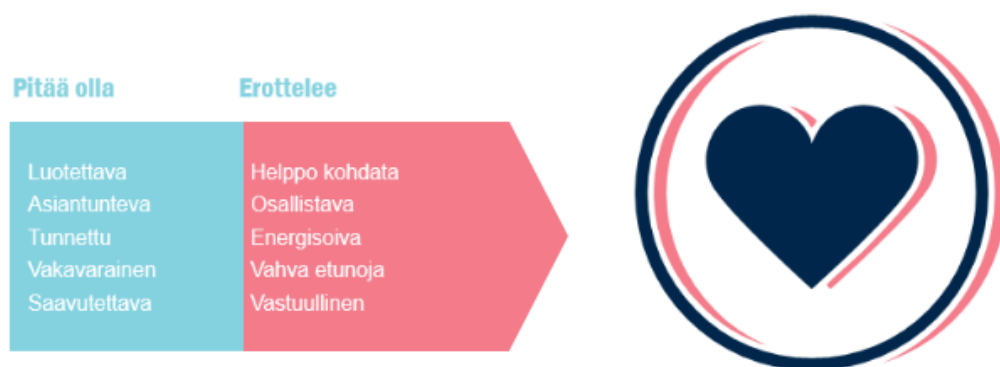 Pitää olla
Erottelee
Luotettava
Asiantunteva
Tunnettu
Vakavarainen
Saavutettava
Helppo kohdata
Osallistava
Energisoiva
Vahva etunoja
Vastuullinen